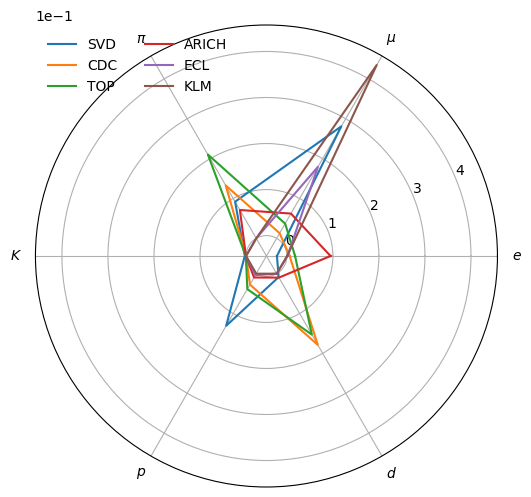 1e−1
SVD ARICH
CDC ECL
TOP KLM
π μ
4
3
2
1
0
K e
p d